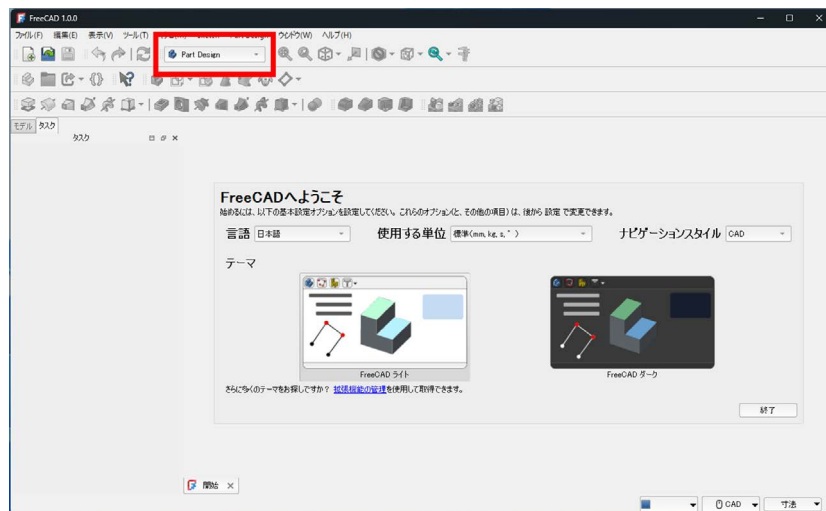 FreeCAD 1.0.0
ファイル(F) 編集(E) 表示(V) ツール(T) ウィンドウ(W) ヘルプ(H)
Part Design
モデル タスク
タスク
FreeCADへようこそ
始めるには、以下の基本設定オプションを設定してください。これらのオプション(と、その他の項目)は、後から 設定 で変更できます。
言語 日本語 使用する単位 標準(mm, kg, s, °) ナビゲーションスタイル CAD
テーマ
FreeCAD ライト FreeCAD ダーク
さらに多くのテーマをお探しですか? 拡張機能の管理を使用して取得できます。
終了
開始
CAD 寸法